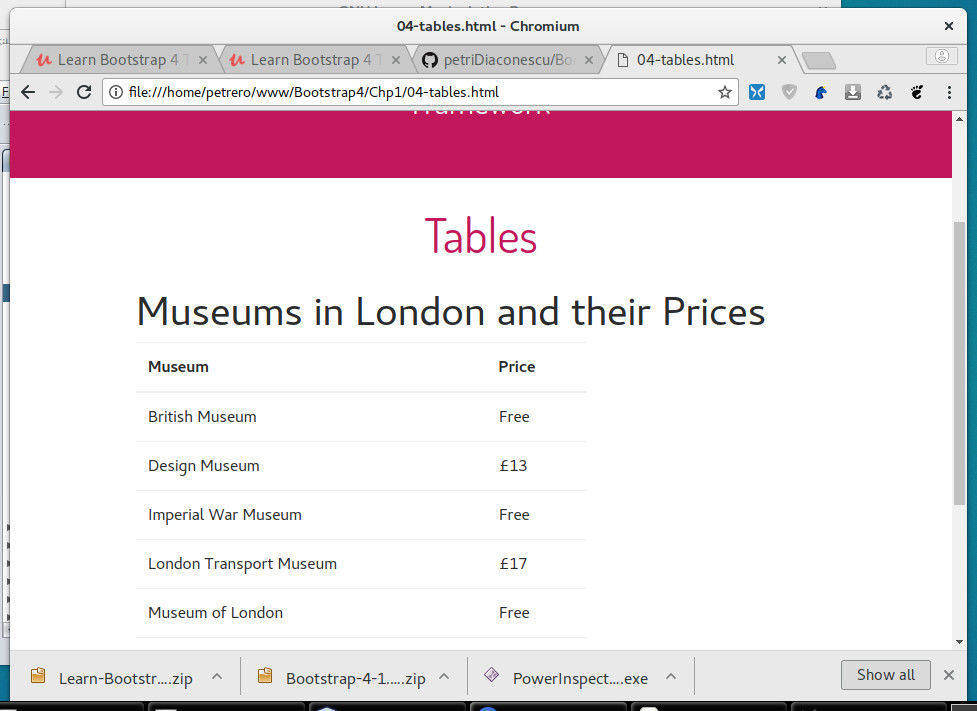 04-tables.html - Chromium
Learn Bootstrap 4 T
Learn Bootstrap 4 T
petriDiaconescu/Bo
04-tables.html
file:///home/petrero/www/Bootstrap4/Chp1/04-tables.html
Framework
Tables
Museums in London and their Prices
Museum Price
British Museum Free
Design Museum £13
Imperial War Museum Free
London Transport Museum £17
Museum of London Free
Learn-Bootstr....zip
Bootstrap-4-1.....zip
PowerInspect....exe
Show all